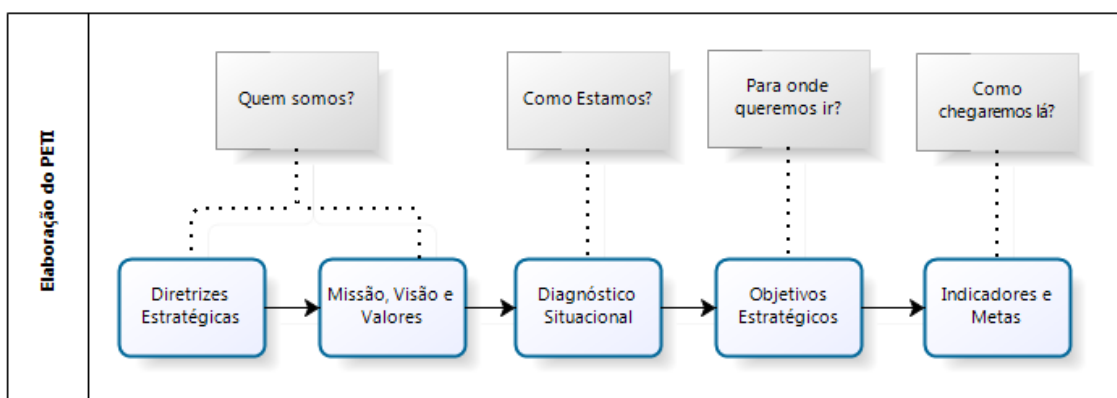 Elaboração do PETI
Quem somos?
Como Estamos?
Para onde
queremos ir?
Como
chegaremos lá?
Diretrizes
Estratégicas
Missão, Visão e
Valores
Diagnóstico
Situacional
Objetivos
Estratégicos
Indicadores e
Metas